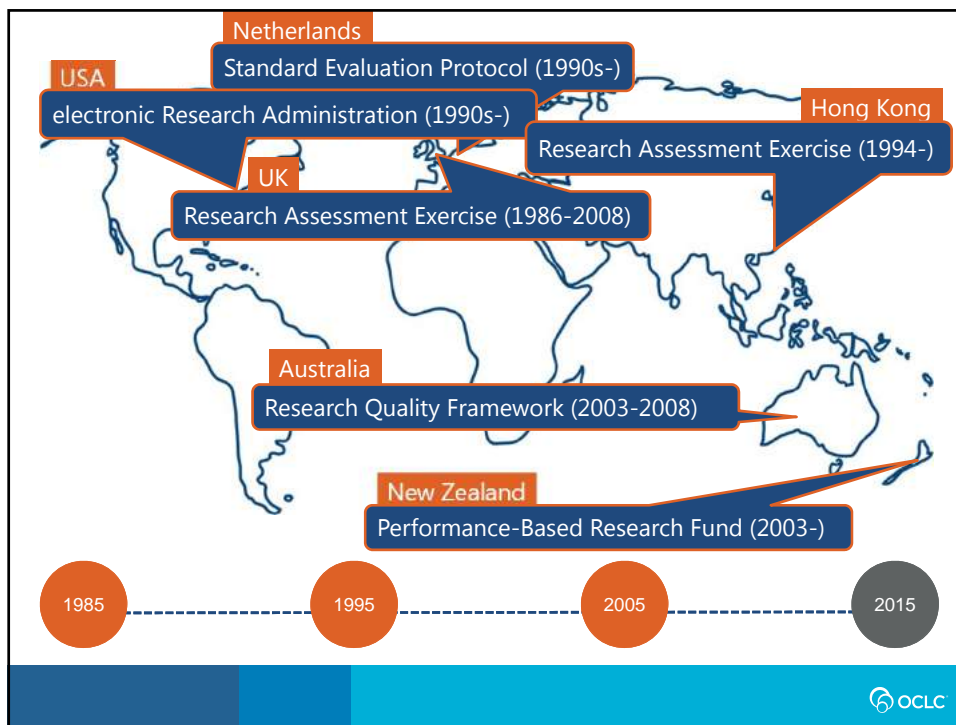 Netherlands
Standard Evaluation Protocol (1990s-)
USA
electronic Research Administration (1990s-)
Hong Kong
Research Assessment Exercise (1994-)
UK
Research Assessment Exercise (1986-2008)
Australia
Research Quality Framework (2003-2008)
New Zealand
Performance-Based Research Fund (2003-)
1985
1995
2005
2015
OCLC